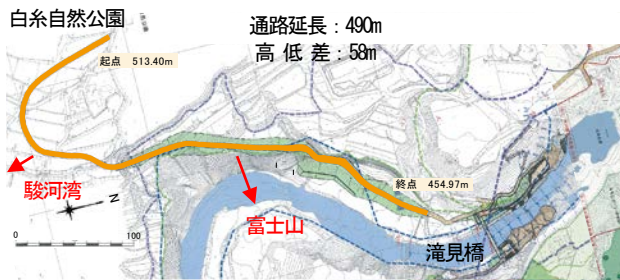 白糸自然公園
通路延長：490m
高低差：58m
起点 513.40m
駿河湾
N
0 100
富士山
終点 454.97m
滝見橋